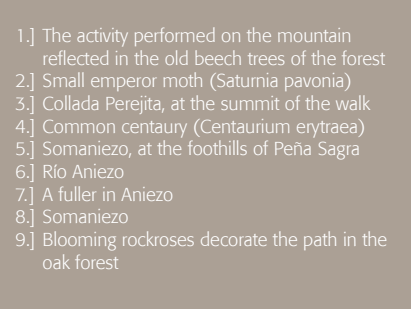 1.] The activity performed on the mountain
reflected in the old beech trees of the forest
2.] Small emperor moth (Saturnia pavonia)
3.] Collada Perejita, at the summit of the walk
4.] Common centaury (Centaurium erytraea)
5.] Somaniezo, at the foothills of Peña Sagra
6.] Río Aniezo
7.] A fuller in Aniezo
8.] Somaniezo
9.] Blooming rockroses decorate the path in the
oak forest